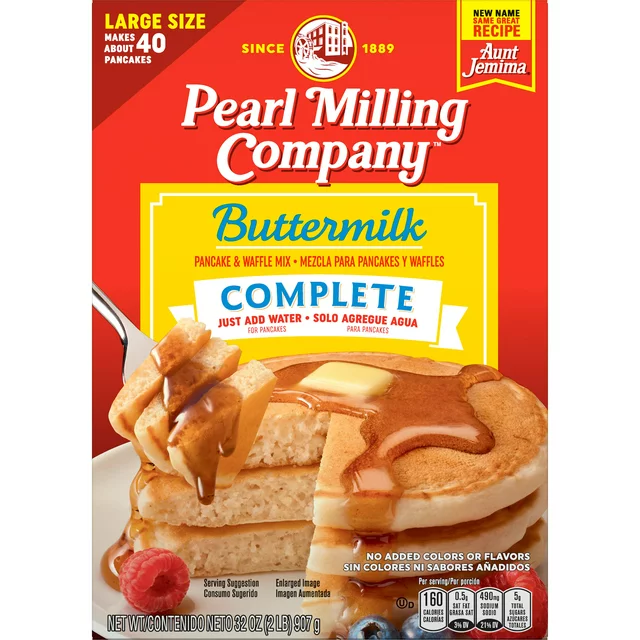 LARGE SIZE
MAKES
ABOUT 40
PANCAKES
SINCE 1889
NEW NAME
SAME GREAT
RECIPE
Aunt
Jemima
Pearl Milling
Company™
Buttermilk
PANCAKE & WAFFLE MIX • MEZCLA PARA PANCAKES Y WAFFLES
COMPLETE
JUST ADD WATER • SOLO AGREGUE AGUA
FOR PANCAKES PARA PANCAKES
NO ADDED COLORS OR FLAVORS
SIN COLORES NI SABORES AÑADIDOS
Serving Suggestion Enlarged Image
Consumo Sugerido Imagen Aumentada
Per serving/Por porción
160
CALORIES
CALORÍAS
0.5g
SAT FAT
GRASA SAT
3% DV
490mg
SODIUM
SODIO
21% DV
5g
TOTAL
SUGARS
AZÚCARES
TOTALES
U D
NET WT/CONTENIDO NETO 32 OZ (2 LB) 907 g